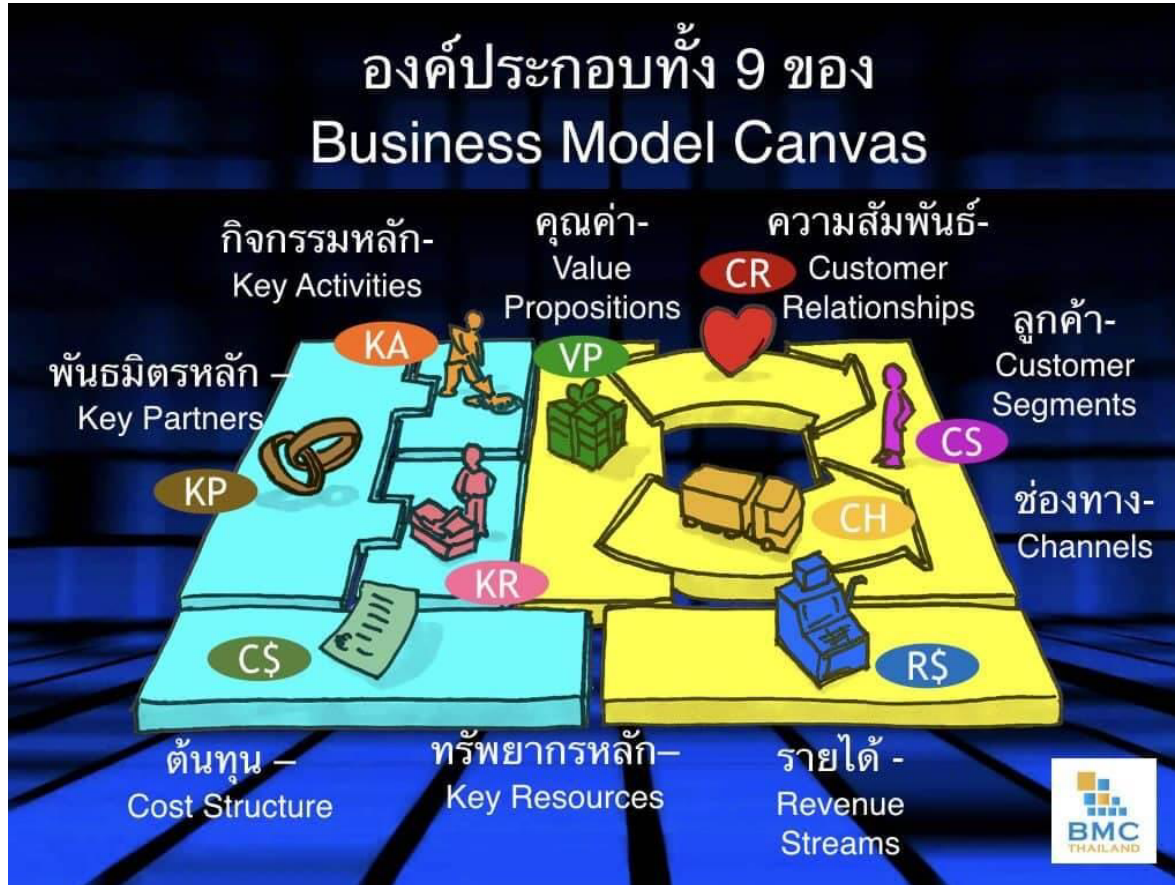 องค์ประกอบทั้ง 9 ของ
Business Model Canvas
กิจกรรมหลัก-
Key Activities
คุณค่า-
Value
Propositions
ความสัมพันธ์-
CR
Customer
Relationships
ลูกค้า-
Customer
Segments
KA
VP
พันธมิตรหลัก –
Key Partners
CS
KP
CH
ช่องทาง-
Channels
KR
C$
R$
ต้นทุน –
Cost Structure
ทรัพยากรหลัก–
Key Resources
รายได้ -
Revenue
Streams
BMC
THAILAND